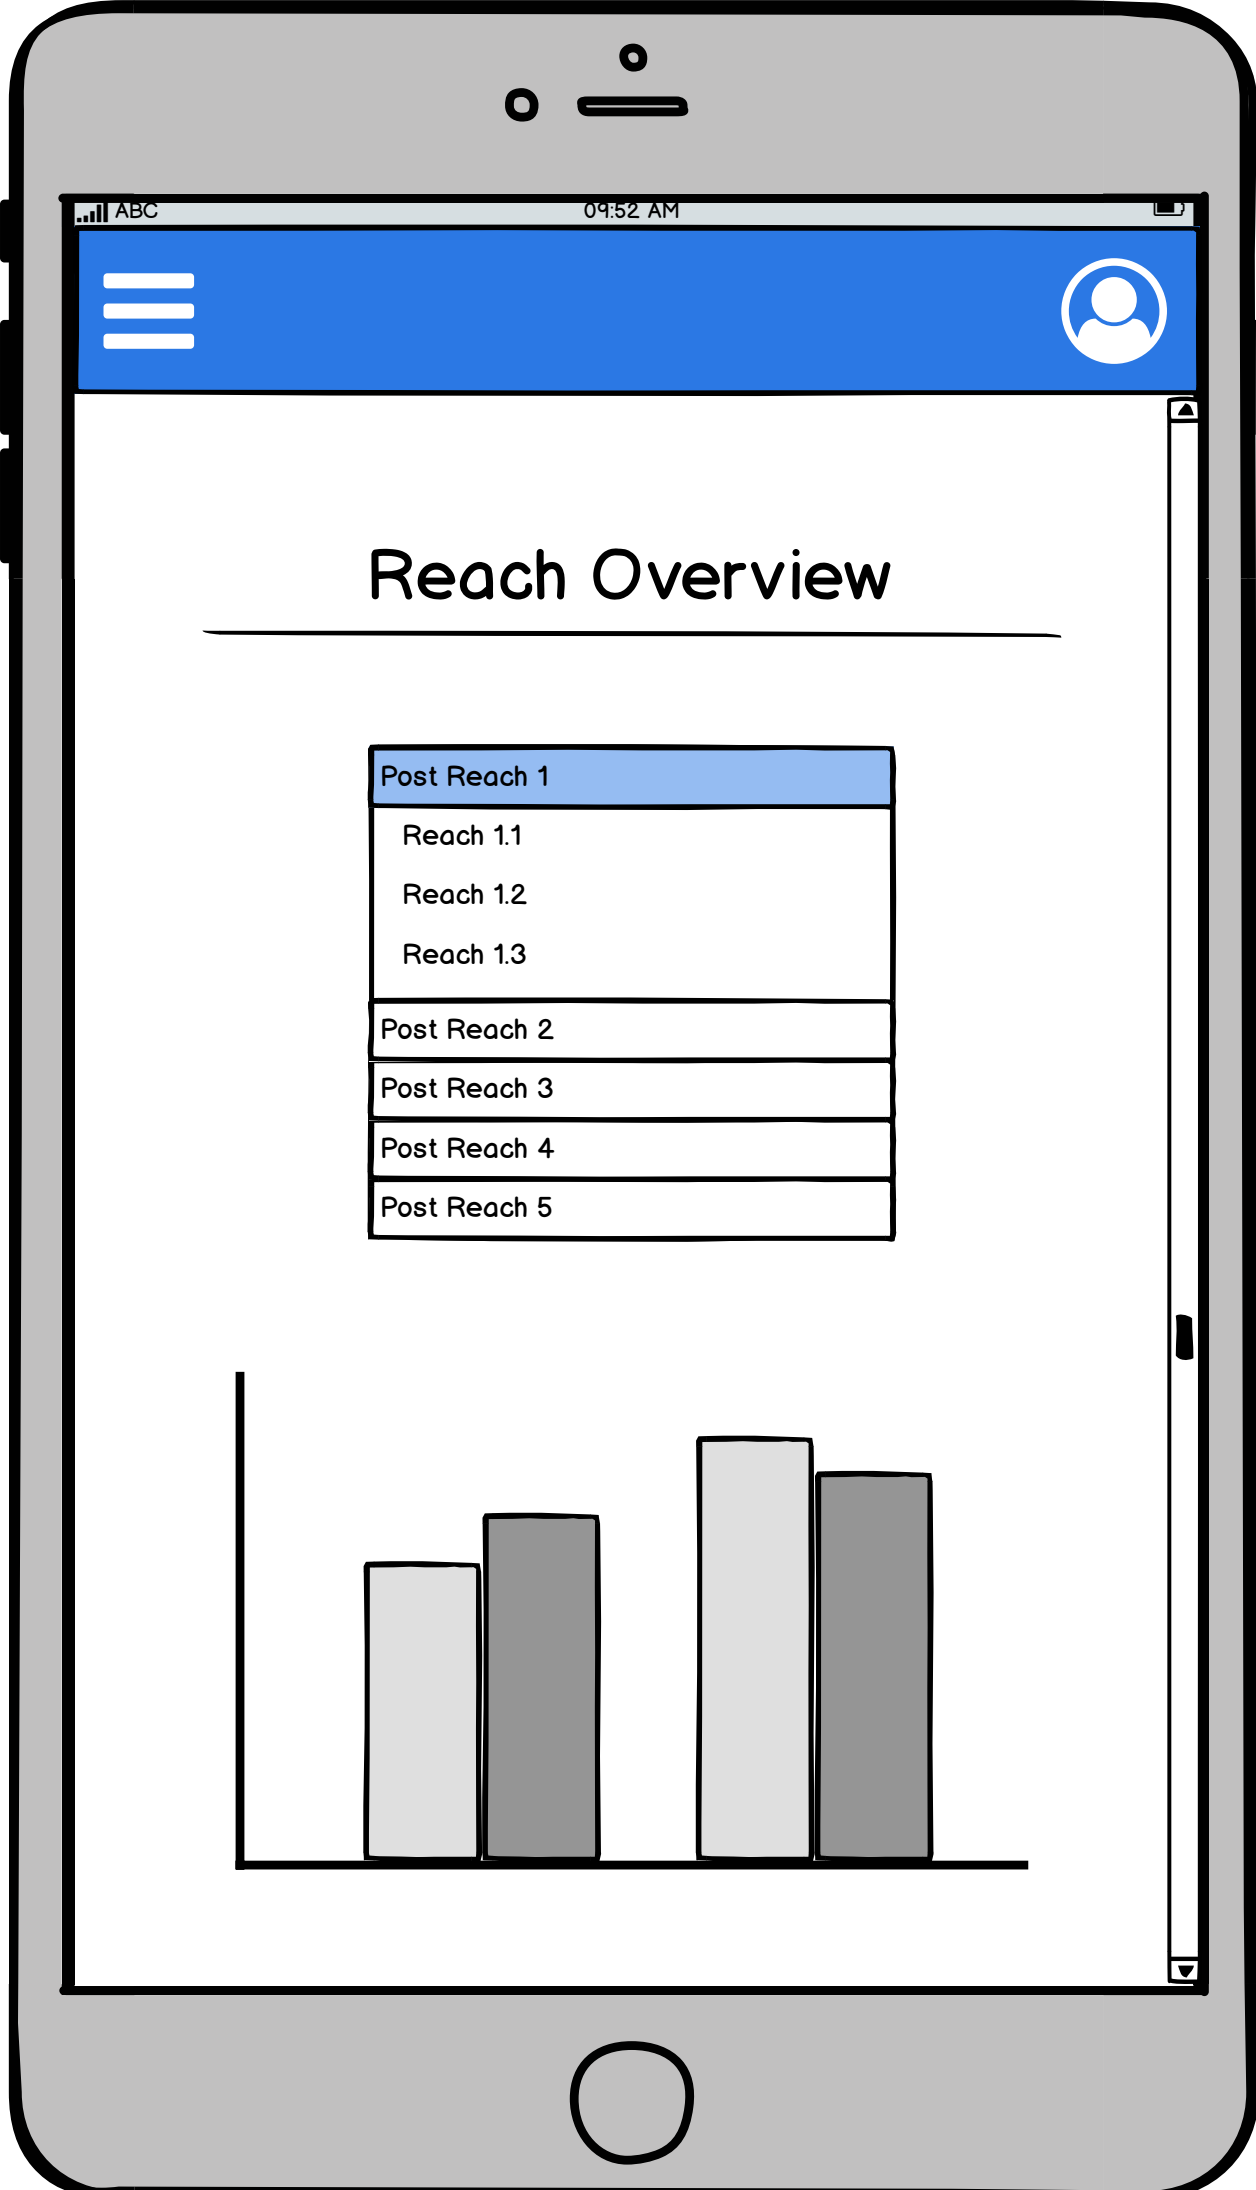 ABC 09:52 AM
Reach Overview
Post Reach 1
Reach 1.1
Reach 1.2
Reach 1.3
Post Reach 2
Post Reach 3
Post Reach 4
Post Reach 5